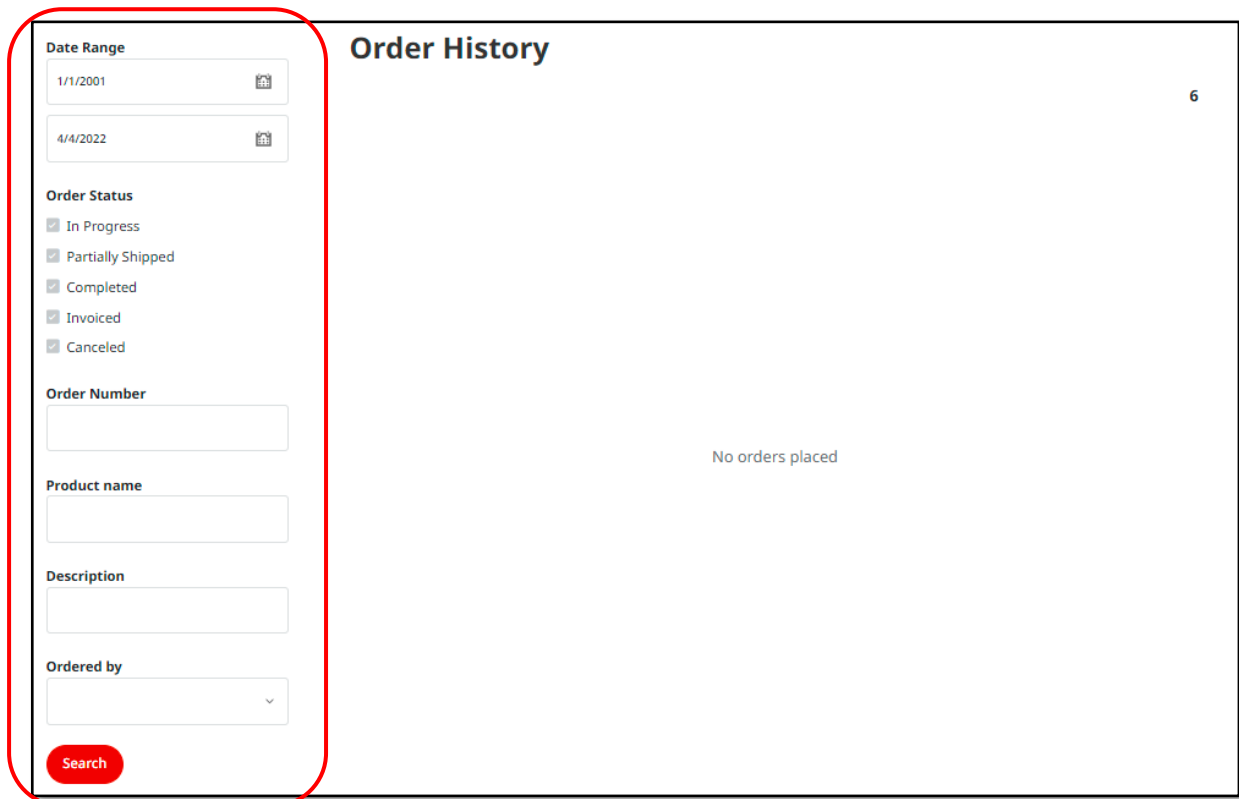 Date Range
1/1/2001
4/4/2022
Order Status
In Progress
Partially Shipped
Completed
Invoiced
Canceled
Order Number
Product name
Description
Ordered by
Search
Order History
6
No orders placed